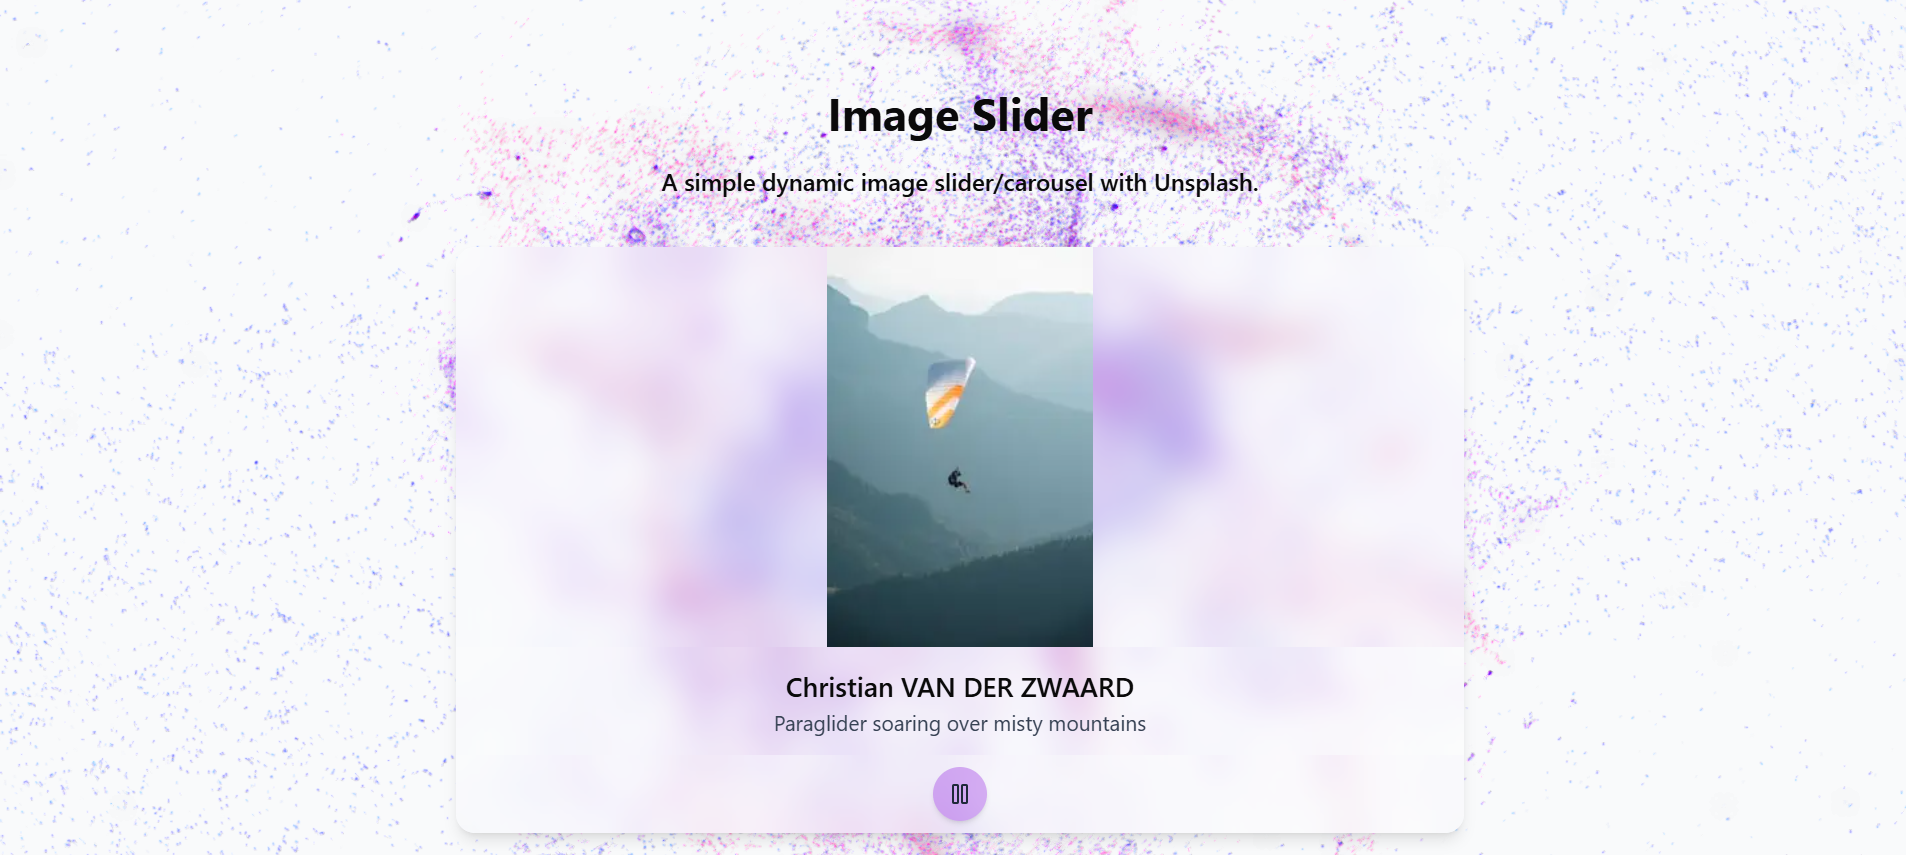 Image Slider
A simple dynamic image slider/carousel with Unsplash.
Christian VAN DER ZWAARD
Paraglider soaring over misty mountains